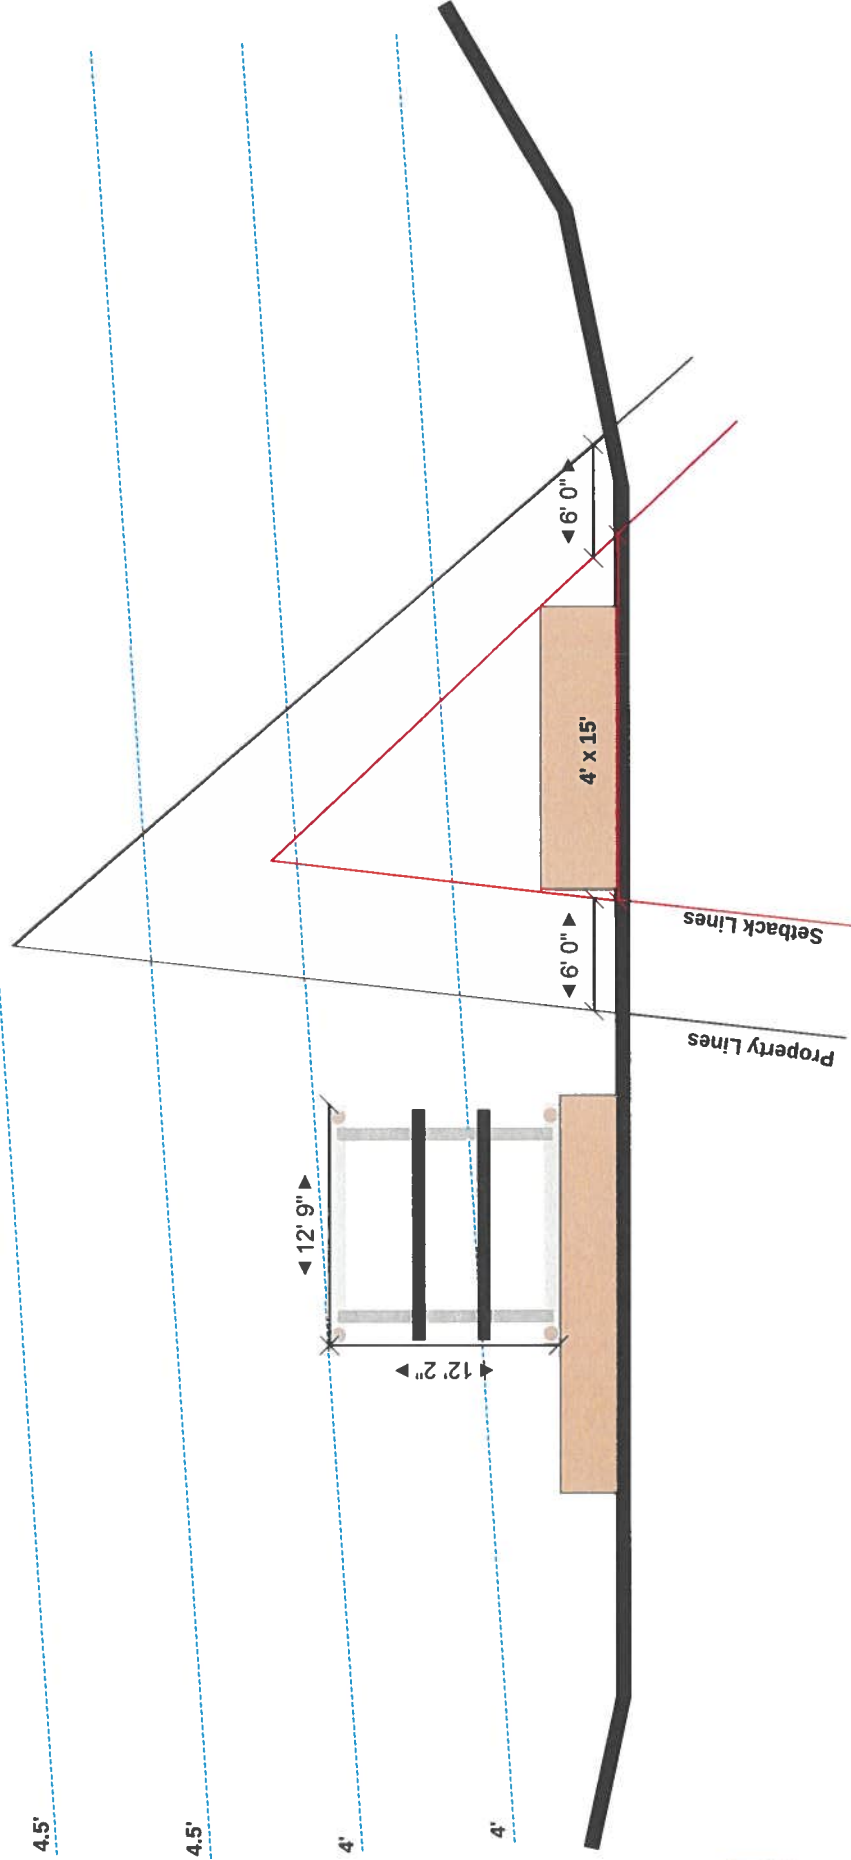 4.5'
4.5'
4'
4'
12' 9"
12' 2"
6' 0"
6' 0"
4' x 15'
Setback Lines
Property Lines